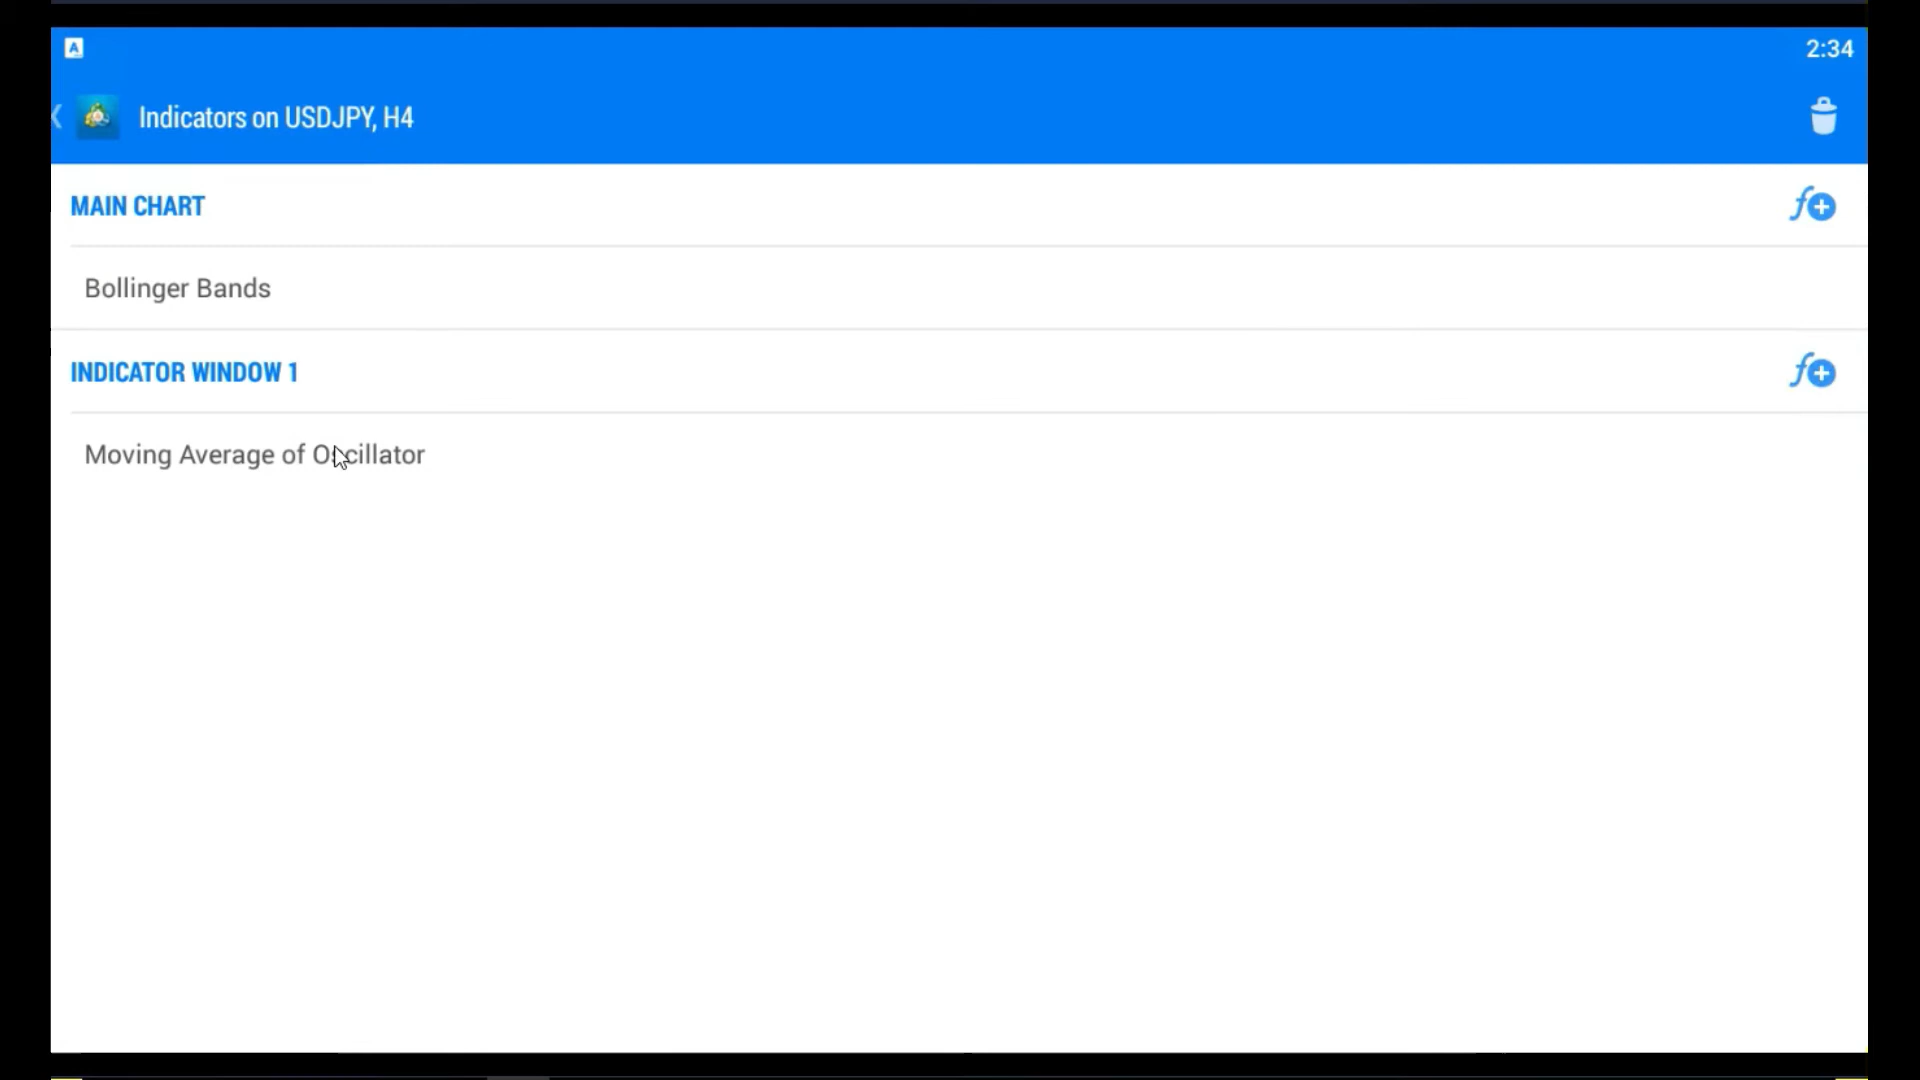 A
2:34
Indicators on USDJPY, H4
MAIN CHART
f+
Bollinger Bands
INDICATOR WINDOW 1
f+
Moving Average of Oscillator